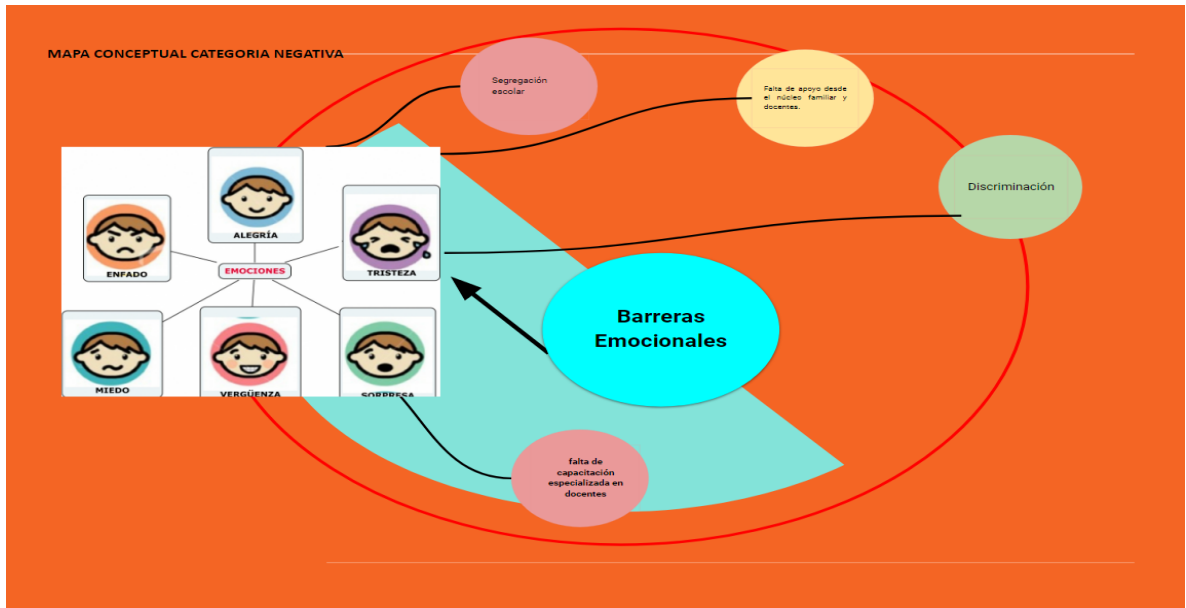 MAPA CONCEPTUAL CATEGORIA NEGATIVA
Segregación
escolar
Falta de apoyo desde
el núcleo familiar y
docentes.
Discriminación
ALEGRÍA
ENFADO
EMOCIONES
TRISTEZA
MIEDO
VERGÜENZA
SORPRESA
Barreras
Emocionales
falta de
capacitación
especializada en
docentes